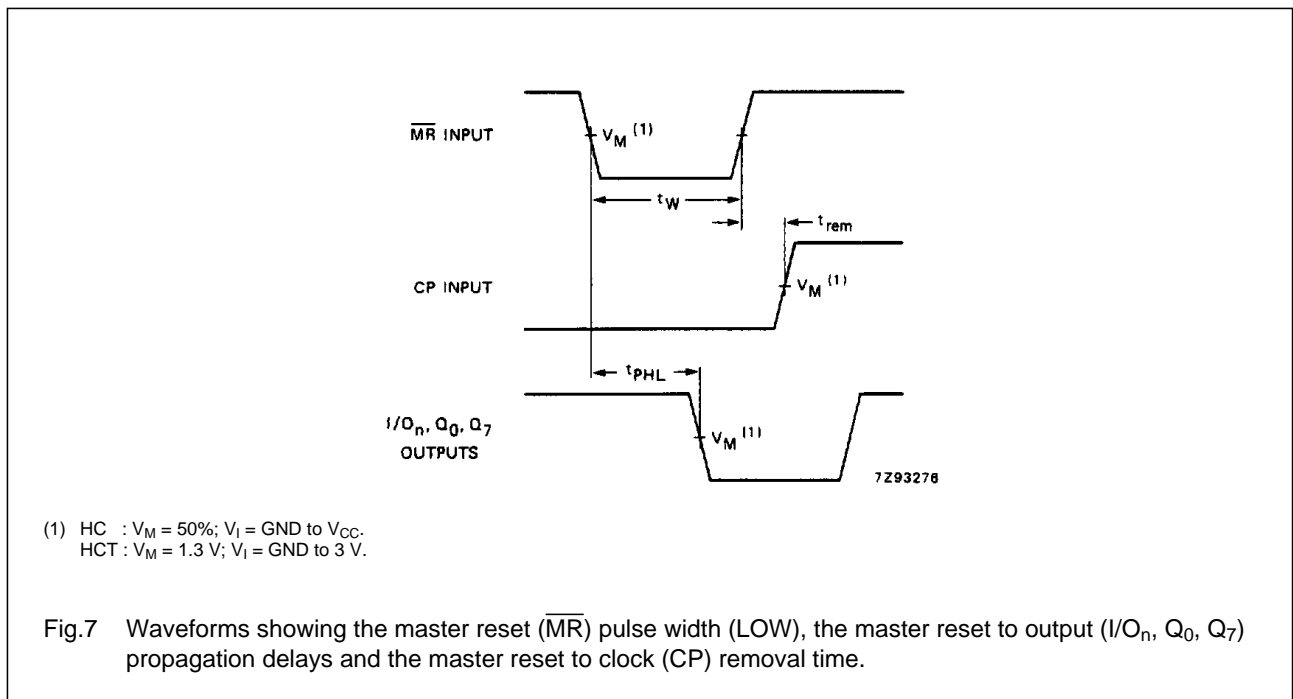 M̅R̅ INPUT
V_M (1)
t_W
t_rem
CP INPUT
V_M (1)
t_PHL
I/O_n, Q_0, Q_7
OUTPUTS
V_M (1)
7Z93276
(1) HC : V_M = 50%; V_I = GND to V_CC.
HCT : V_M = 1.3 V; V_I = GND to 3 V.
Fig.7 Waveforms showing the master reset (M̅R̅) pulse width (LOW), the master reset to output (I/O_n, Q_0, Q_7)
propagation delays and the master reset to clock (CP) removal time.